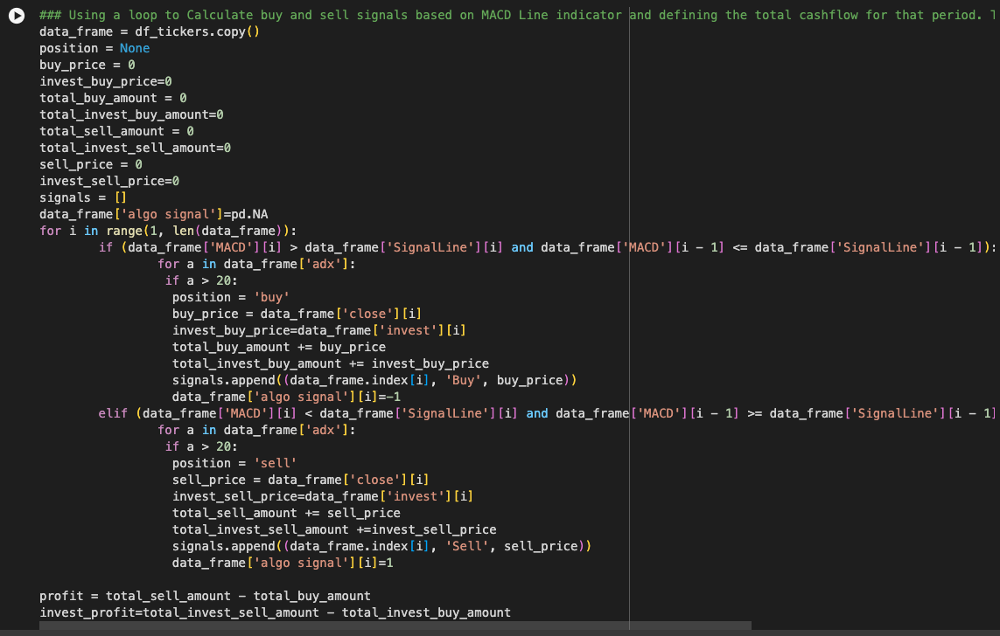 ### Using a loop to Calculate buy and sell signals based on MACD Line indicator and defining the total cashflow for that period. T
data_frame = df_tickers.copy()
position = None
buy_price = 0
invest_buy_price=0
total_buy_amount = 0
total_invest_buy_amount=0
total_sell_amount = 0
total_invest_sell_amount=0
sell_price = 0
invest_sell_price=0
signals = []
data_frame['algo signal']=pd.NA
for i in range(1, len(data_frame)):
        if (data_frame['MACD'][i] > data_frame['SignalLine'][i] and data_frame['MACD'][i - 1] <= data_frame['SignalLine'][i - 1]):
                for a in data_frame['adx']:
                 if a > 20:
                  position = 'buy'
                  buy_price = data_frame['close'][i]
                  invest_buy_price=data_frame['invest'][i]
                  total_buy_amount += buy_price
                  total_invest_buy_amount += invest_buy_price
                  signals.append((data_frame.index[i], 'Buy', buy_price))
                  data_frame['algo signal'][i]=-1
        elif (data_frame['MACD'][i] < data_frame['SignalLine'][i] and data_frame['MACD'][i - 1] >= data_frame['SignalLine'][i - 1]
                for a in data_frame['adx']:
                 if a > 20:
                  position = 'sell'
                  sell_price = data_frame['close'][i]
                  invest_sell_price=data_frame['invest'][i]
                  total_sell_amount += sell_price
                  total_invest_sell_amount +=invest_sell_price
                  signals.append((data_frame.index[i], 'Sell', sell_price))
                  data_frame['algo signal'][i]=1
profit = total_sell_amount - total_buy_amount
invest_profit=total_invest_sell_amount - total_invest_buy_amount